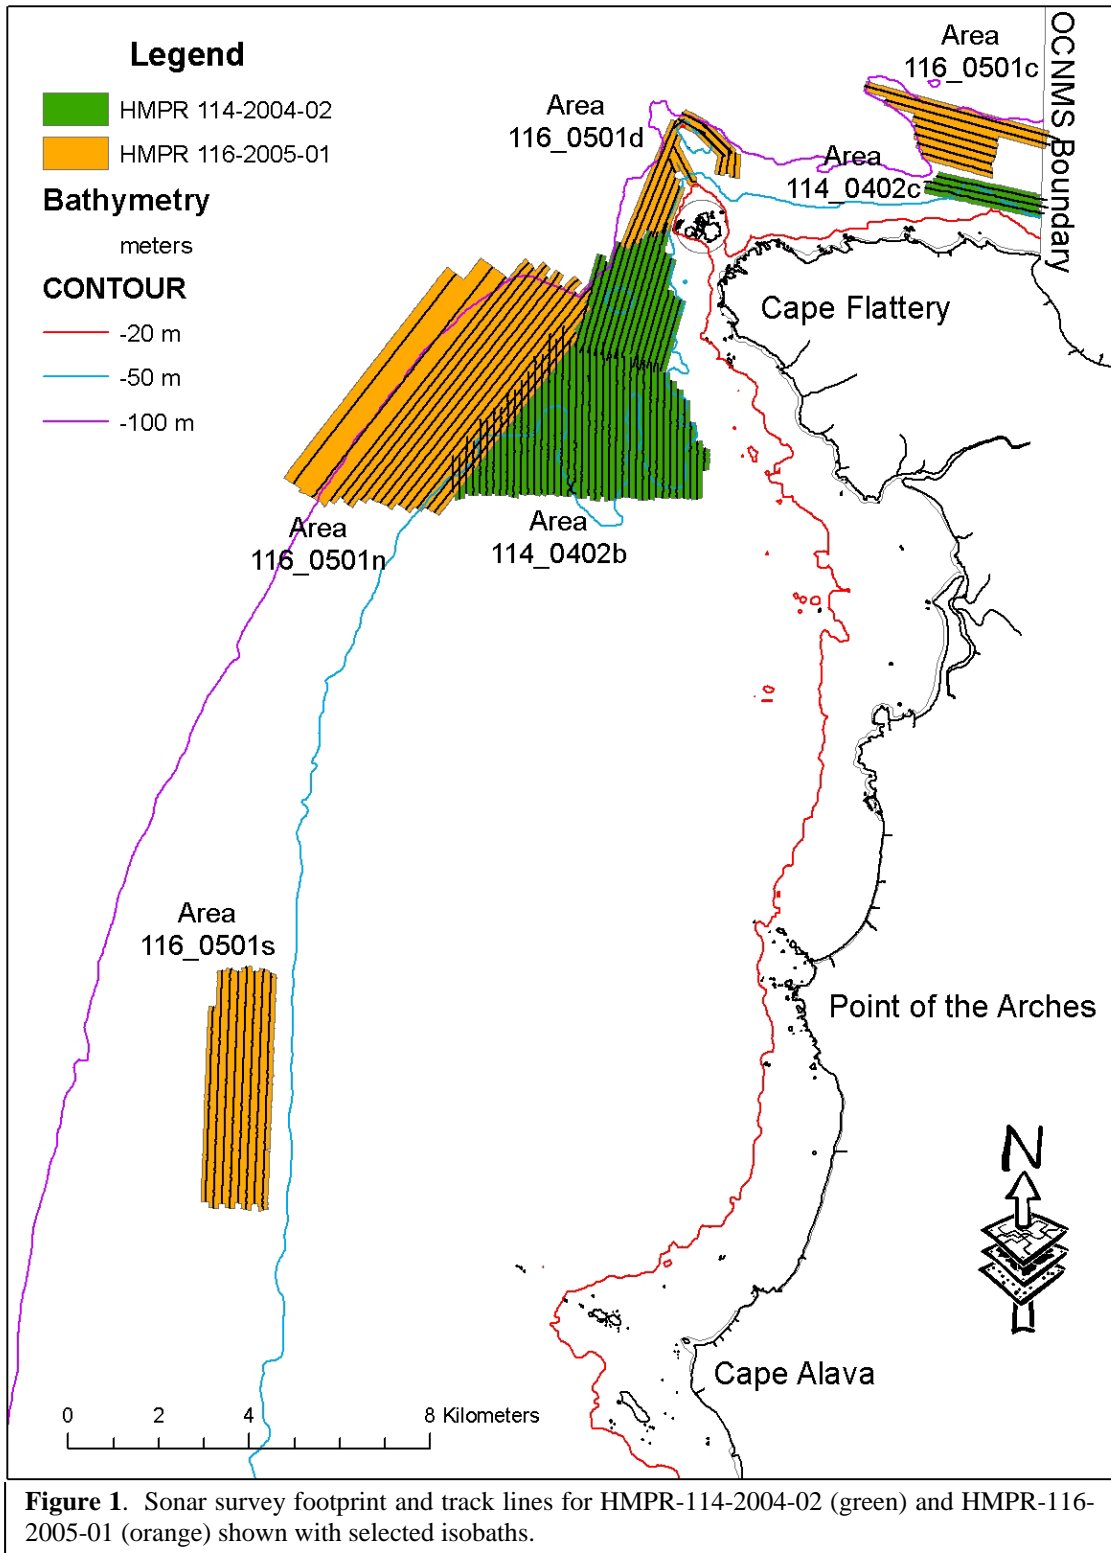 Legend
HMPR 114-2004-02
HMPR 116-2005-01
Bathymetry
meters
CONTOUR
-20 m
-50 m
-100 m
Area
116_0501c
OCNMS Boundary
Area
116_0501d
Area
114_0402c
Cape Flattery
Area
116_0501n
Area
114_0402b
Area
116_0501s
Point of the Arches
N
Cape Alava
0 2 4 8 Kilometers
Figure 1. Sonar survey footprint and track lines for HMPR-114-2004-02 (green) and HMPR-116-
2005-01 (orange) shown with selected isobaths.